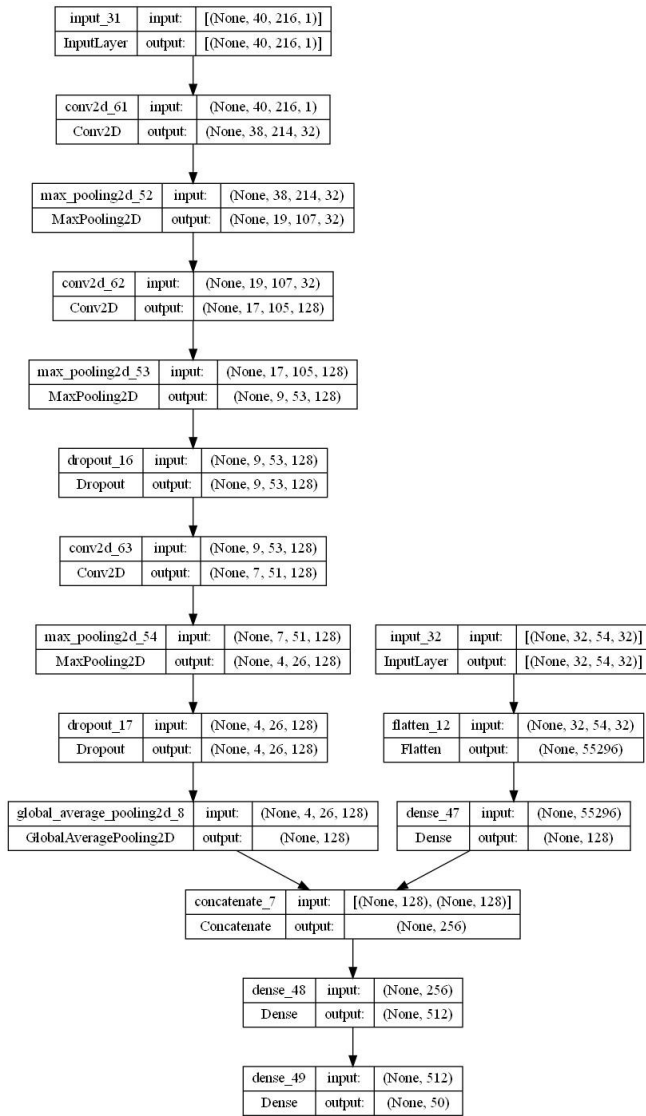 input_31 input: [(None, 40, 216, 1)]
InputLayer output: [(None, 40, 216, 1)]
conv2d_61 input: (None, 40, 216, 1)
Conv2D output: (None, 38, 214, 32)
max_pooling2d_52 input: (None, 38, 214, 32)
MaxPooling2D output: (None, 19, 107, 32)
conv2d_62 input: (None, 19, 107, 32)
Conv2D output: (None, 17, 105, 128)
max_pooling2d_53 input: (None, 17, 105, 128)
MaxPooling2D output: (None, 9, 53, 128)
dropout_16 input: (None, 9, 53, 128)
Dropout output: (None, 9, 53, 128)
conv2d_63 input: (None, 9, 53, 128)
Conv2D output: (None, 7, 51, 128)
max_pooling2d_54 input: (None, 7, 51, 128)
MaxPooling2D output: (None, 4, 26, 128)
input_32 input: [(None, 32, 54, 32)]
InputLayer output: [(None, 32, 54, 32)]
dropout_17 input: (None, 4, 26, 128)
Dropout output: (None, 4, 26, 128)
flatten_12 input: (None, 32, 54, 32)
Flatten output: (None, 55296)
global_average_pooling2d_8 input: (None, 4, 26, 128)
GlobalAveragePooling2D output: (None, 128)
dense_47 input: (None, 55296)
Dense output: (None, 128)
concatenate_7 input: [(None, 128), (None, 128)]
Concatenate output: (None, 256)
dense_48 input: (None, 256)
Dense output: (None, 512)
dense_49 input: (None, 512)
Dense output: (None, 50)